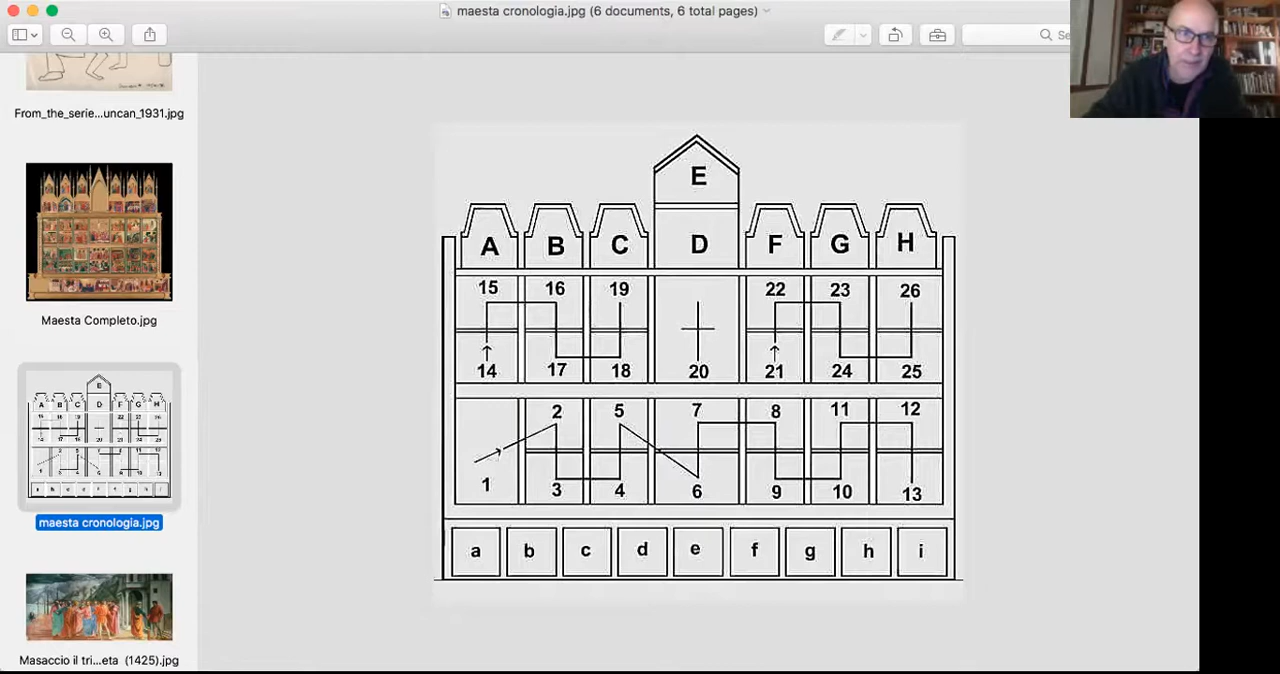 maesta cronologia.jpg (6 documents, 6 total pages)
From_the_serie...uncan_1931.jpg
Maesta Completo.jpg
maesta cronologia.jpg
Masaccio il tri...eta (1425).jpg
E
A B C D F G H
15 16 19 22 23 26
14 17 18 20 21 24 25
2 5 7 8 11 12
1 3 4 6 9 10 13
a b c d e f g h i